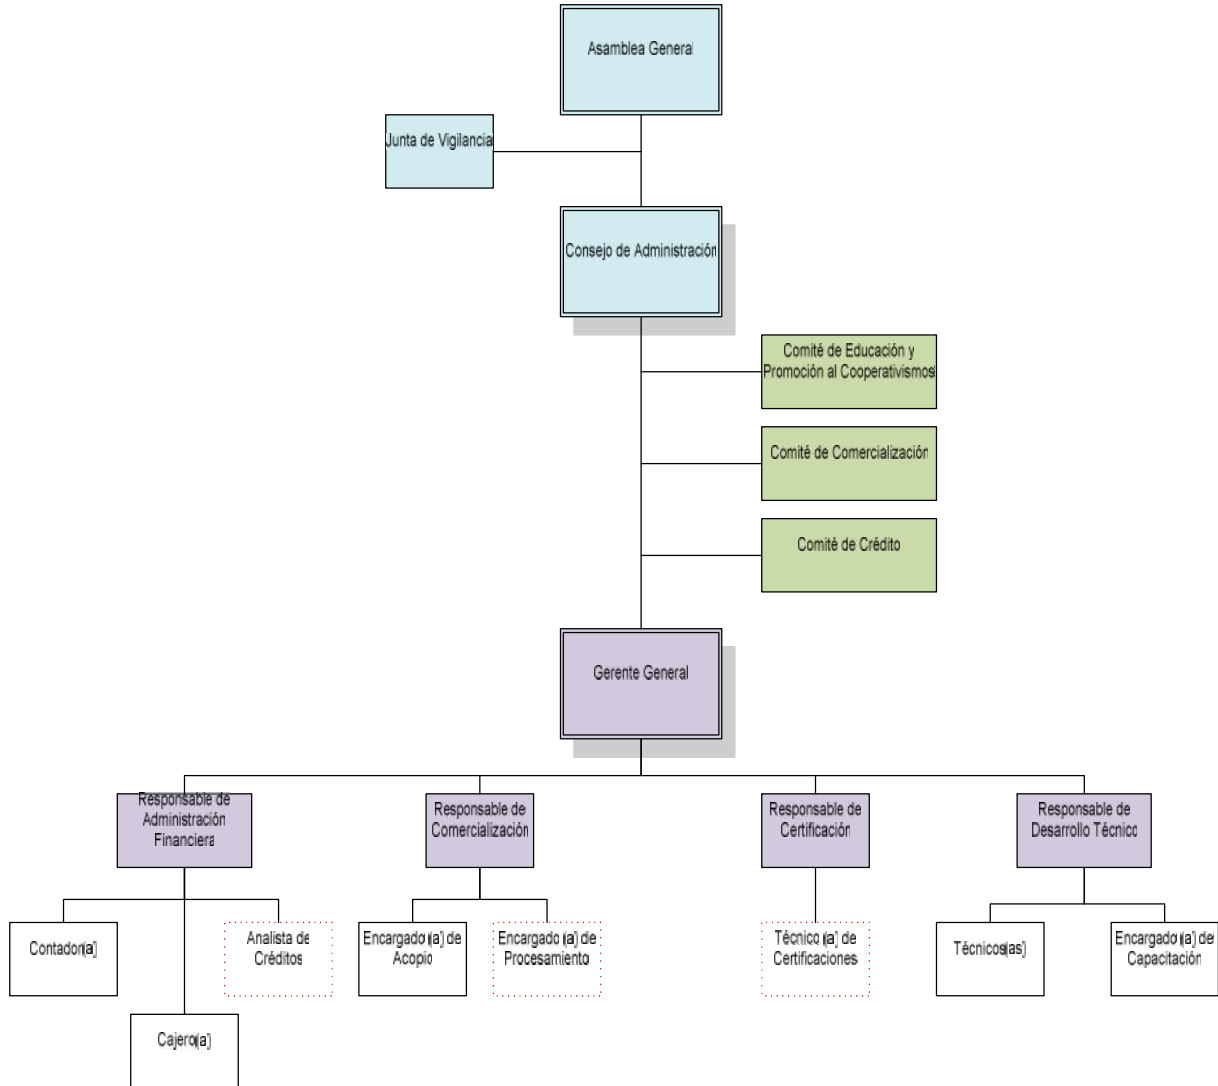 Asamblea General
Junta de Vigilancia
Consejo de Administración
Comité de Educación y
Promoción al Cooperativismos
Comité de Comercialización
Comité de Crédito
Gerente General
Responsable de
Administración
Financiera
Responsable de
Comercialización
Responsable de
Certificación
Responsable de
Desarrollo Técnico
Contador(a)
Analista de
Créditos
Encargado (a) de
Acopio
Encargado (a) de
Procesamiento
Técnico (a) de
Certificaciones
Técnicos(as)
Encargado (a) de
Capacitación
Cajero(a)